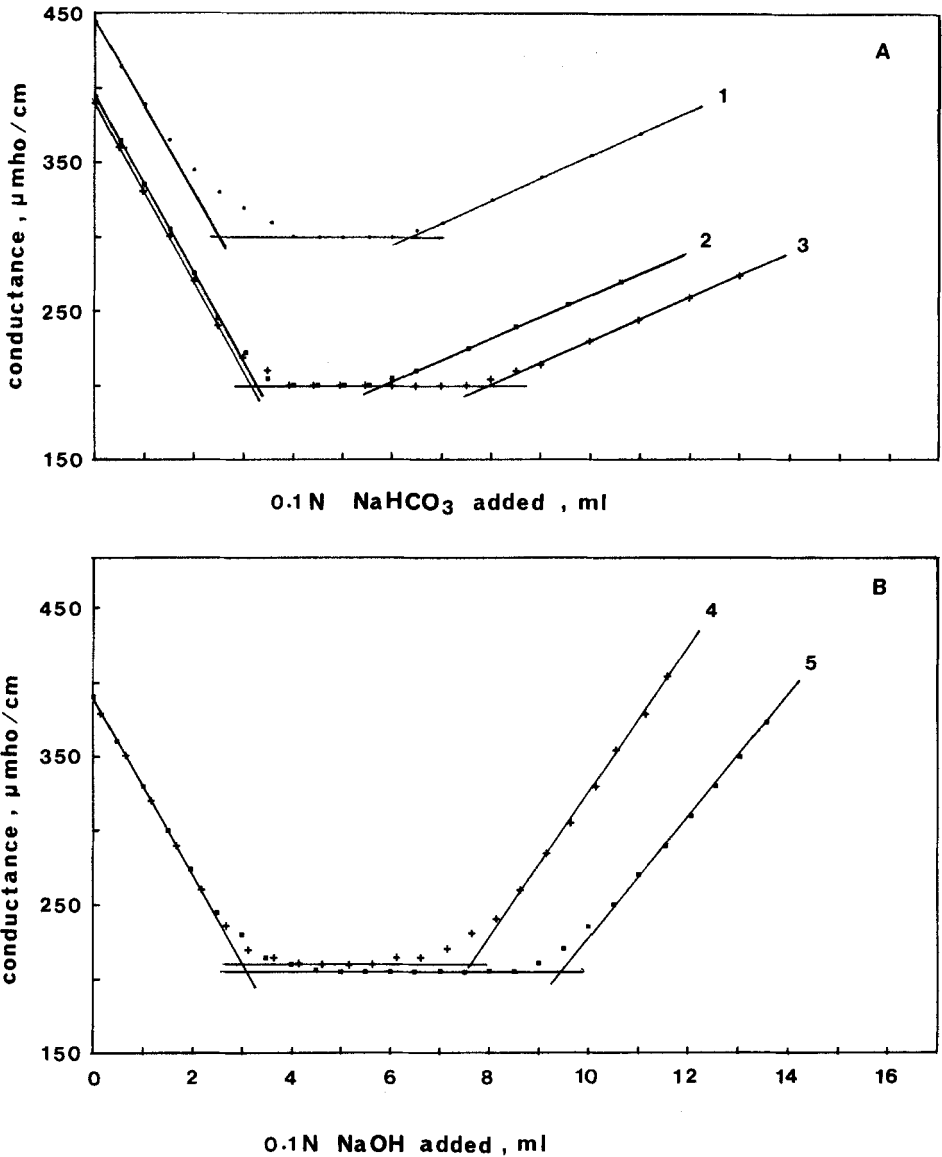 450
350
250
150
conductance , µmho/cm
A
1
2
3
0.1N NaHCO3 added , ml
450
350
250
150
conductance , µmho/cm
B
4
5
0 2 4 6 8 10 12 14 16
0.1N NaOH added , ml